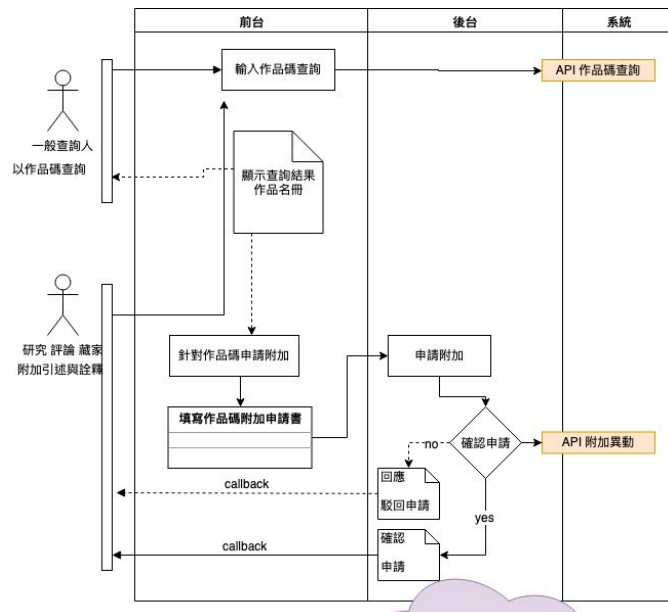 前台
後台
系統
輸入作品碼查詢
API 作品碼查詢
一般查詢人
以作品碼查詢
顯示查詢結果
作品名冊
研究 評論 藏家
附加引述與詮釋
針對作品碼申請附加
申請附加
填寫作品碼附加申請書
確認申請
API 附加異動
no
回應
駁回申請
callback
yes
確認
申請
callback